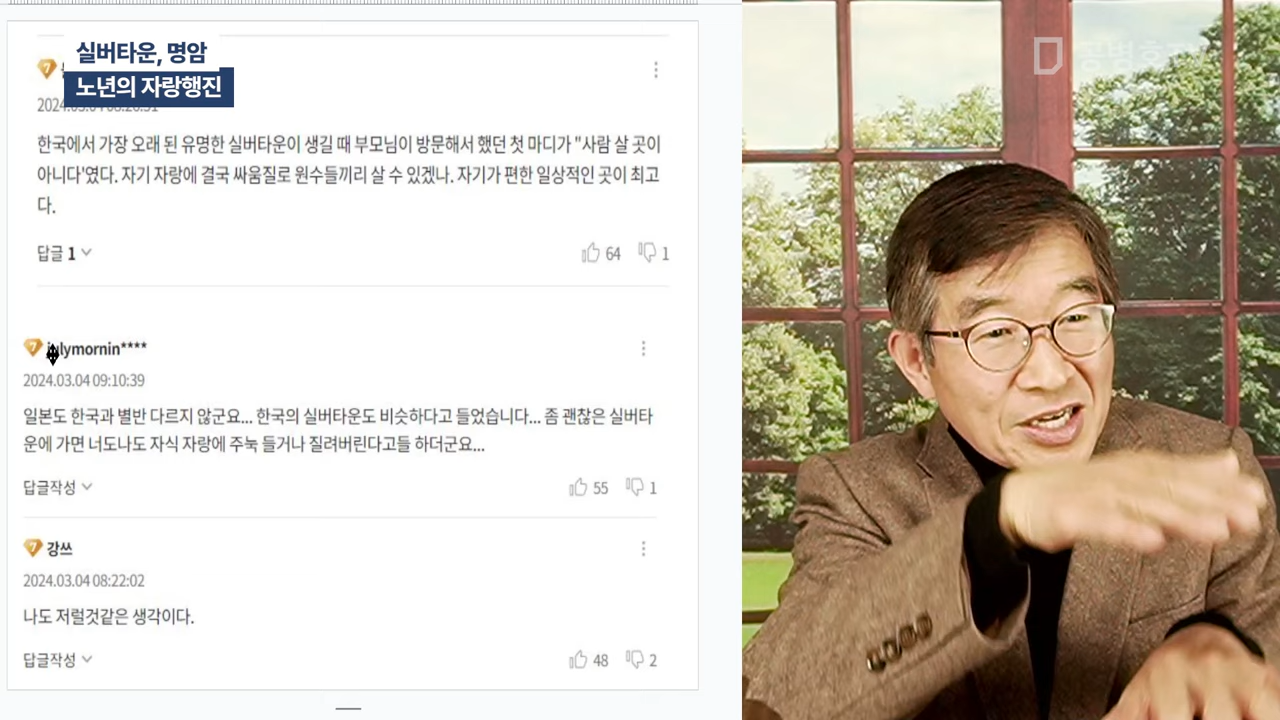 실버타운, 명암
노년의 자랑행진
한국에서 가장 오래 된 유명한 실버타운이 생길 때 부모님이 방문해서 했던 첫 마디가 "사람 살 곳이
아니다'였다. 자기 자랑에 결국 싸움질로 원수들끼리 살 수 있겠나. 자기가 편한 일상적인 곳이 최고
다.
답글 1
64
1
julymornin****
2024.03.04 09:10:39
일본도 한국과 별반 다르지 않군요... 한국의 실버타운도 비슷하다고 들었습니다... 좀 괜찮은 실버타
운에 가면 너도나도 자식 자랑에 주눅 들거나 질려버린다고들 하더군요...
답글작성
55
1
강쓰
2024.03.04 08:22:02
나도 저럴것같은 생각이다.
답글작성
48
2